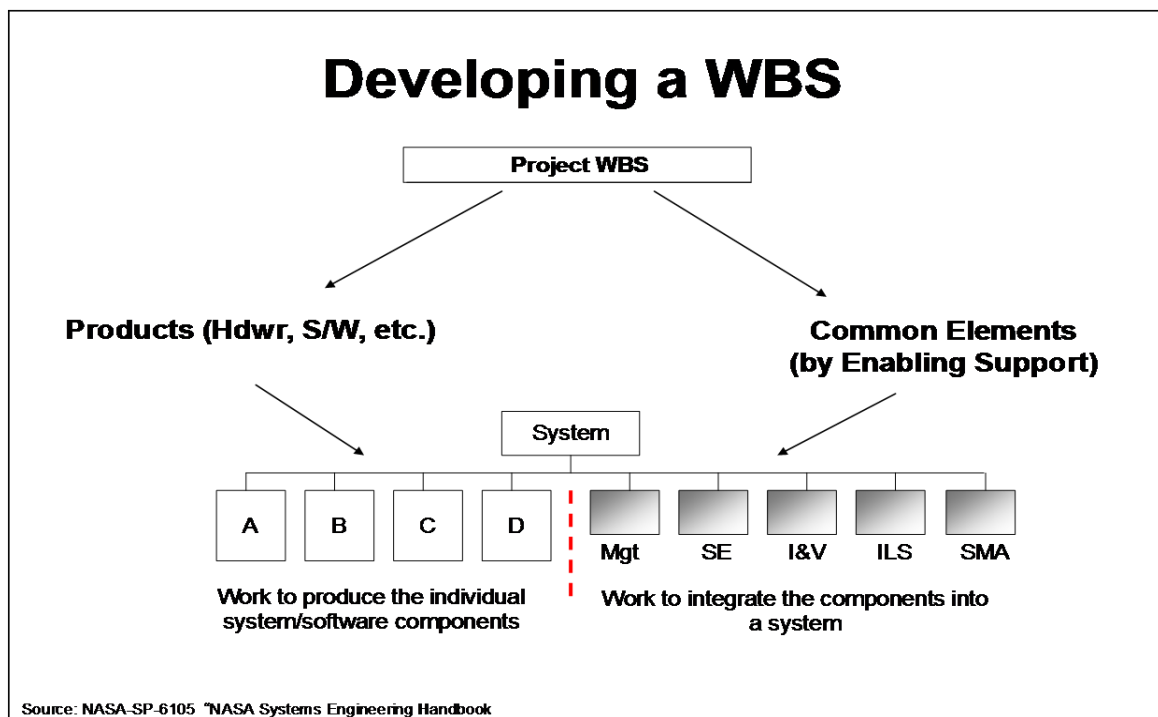 Developing a WBS
Project WBS
Products (Hdwr, S/W, etc.)
Common Elements
(by Enabling Support)
System
A
B
C
D
Mgt
SE
I&V
ILS
SMA
Work to produce the individual
system/software components
Work to integrate the components into
a system
Source: NASA-SP-6105 "NASA Systems Engineering Handbook